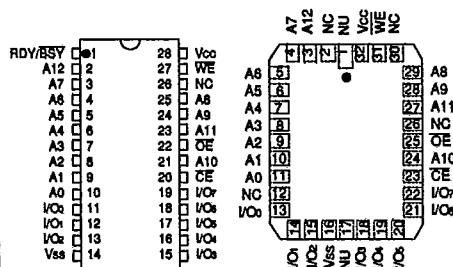 RDY/BSY 1 28 Vcc
A12 2 27 WE
A7 3 26 NC
A6 4 25 A8
A5 5 24 A9
A4 6 23 A11
A3 7 22 OE
A2 8 21 A10
A1 9 20 CE
A0 10 19 I/O7
I/O0 11 18 I/O6
I/O1 12 17 I/O5
I/O2 13 16 I/O4
Vss 14 15 I/O3
A7 A12 NC NU Vcc WE NC
4 3 2 1 32 31 30
A6 5 29 A8
A5 6 28 A9
A4 7 27 A11
A3 8 26 NC
A2 9 25 OE
A1 10 24 A10
A0 11 23 CE
NC 12 22 I/O7
I/O0 13 21 I/O6
14 15 16 17 18 19 20
I/O1 I/O2 Vss NU I/O3 I/O4 I/O5